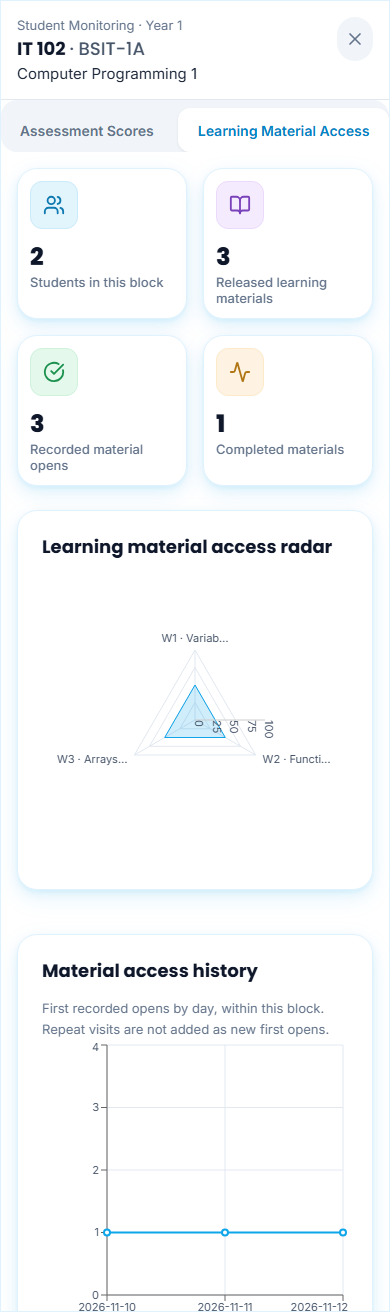 Student Monitoring · Year 1
IT 102 · BSIT-1A
Computer Programming 1
Assessment Scores
Learning Material Access
2
Students in this block
3
Released learning
materials
3
Recorded material
opens
1
Completed materials
Learning material access radar
W1 · Variab...
0
25
50
75
100
W3 · Arrays...
W2 · Functi...
Material access history
First recorded opens by day, within this block.
Repeat visits are not added as new first opens.
4
3
2
1
0
2026-11-10
2026-11-11
2026-11-12